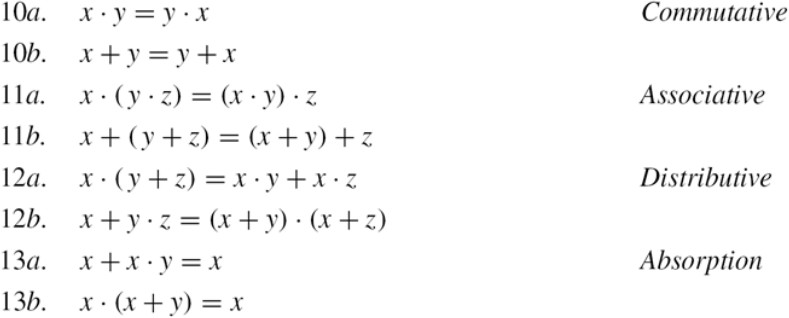 10a. x · y = y · x Commutative
10b. x + y = y + x
11a. x · (y · z) = (x · y) · z Associative
11b. x + (y + z) = (x + y) + z
12a. x · (y + z) = x · y + x · z Distributive
12b. x + y · z = (x + y) · (x + z)
13a. x + x · y = x Absorption
13b. x · (x + y) = x